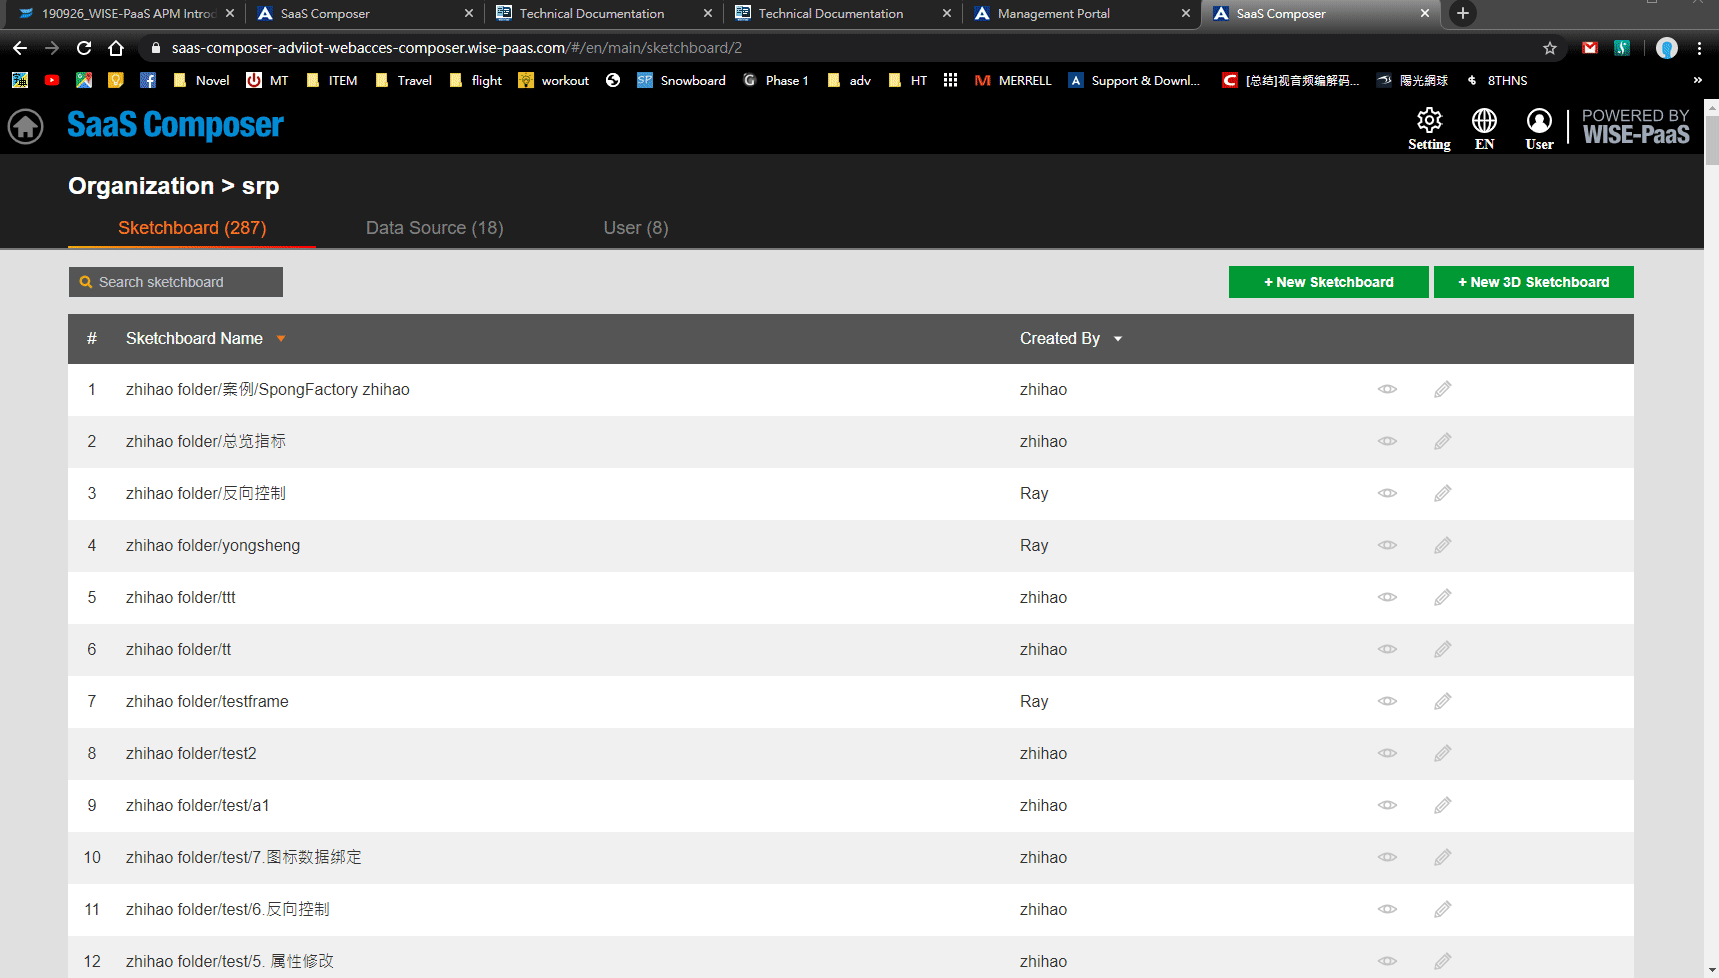 190926_WISE-PaaS APM Introd
SaaS Composer
Technical Documentation
Technical Documentation
Management Portal
SaaS Composer
saas-composer-adviiot-webacces-composer.wise-paas.com/#/en/main/sketchboard/2
Novel MT ITEM Travel flight workout SP Snowboard Phase 1 adv HT MERRELL Support & Downl... [总结]视音频编解码... 陽光網球 8THNS »
SaaS Composer
Setting EN User
POWERED BY
WISE-PaaS
Organization > srp
Sketchboard (287) Data Source (18) User (8)
Search sketchboard + New Sketchboard + New 3D Sketchboard
# Sketchboard Name Created By
1 zhihao folder/案例/SpongFactory zhihao zhihao
2 zhihao folder/总览指标 zhihao
3 zhihao folder/反向控制 Ray
4 zhihao folder/yongsheng Ray
5 zhihao folder/ttt zhihao
6 zhihao folder/tt zhihao
7 zhihao folder/testframe Ray
8 zhihao folder/test2 zhihao
9 zhihao folder/test/a1 zhihao
10 zhihao folder/test/7.图标数据绑定 zhihao
11 zhihao folder/test/6.反向控制 zhihao
12 zhihao folder/test/5. 属性修改 zhihao